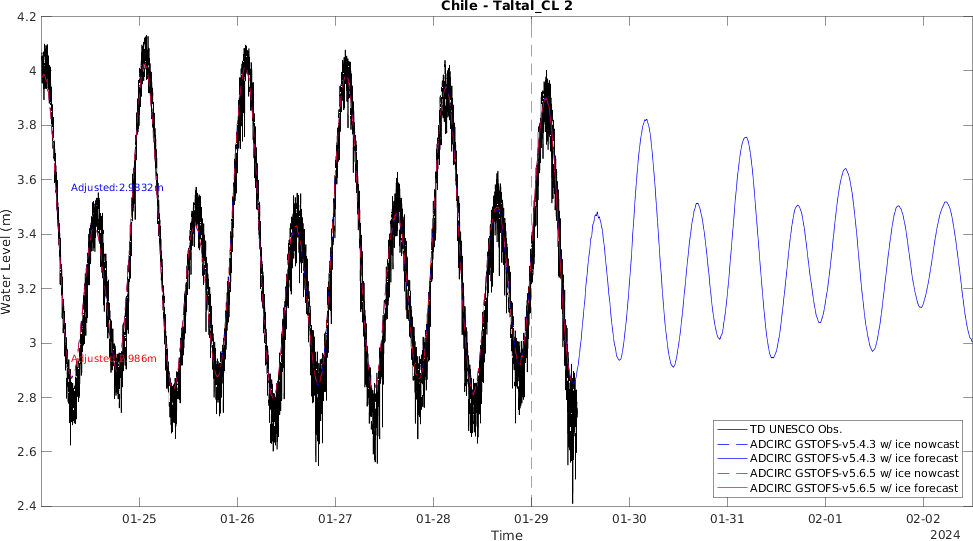 Chile - Taltal_CL 2
4.2
4
3.8
3.6
3.4
3.2
3
2.8
2.6
2.4
Water Level (m)
Adjusted:2.9832m
Adjusted:2.986m
TD UNESCO Obs.
ADCIRC GSTOFS-v5.4.3 w/ ice nowcast
ADCIRC GSTOFS-v5.4.3 w/ ice forecast
ADCIRC GSTOFS-v5.6.5 w/ ice nowcast
ADCIRC GSTOFS-v5.6.5 w/ ice forecast
01-25 01-26 01-27 01-28 01-29 01-30 01-31 02-01 02-02
Time
2024